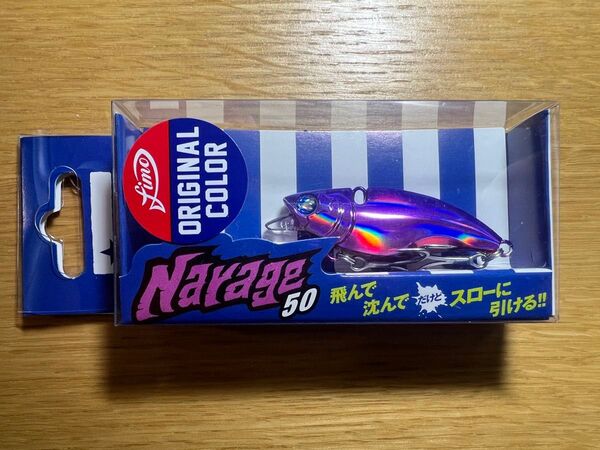 Fimo
ORIGINAL
COLOR
Narage 50
飛んで
沈んで だけど スローに
引ける!!